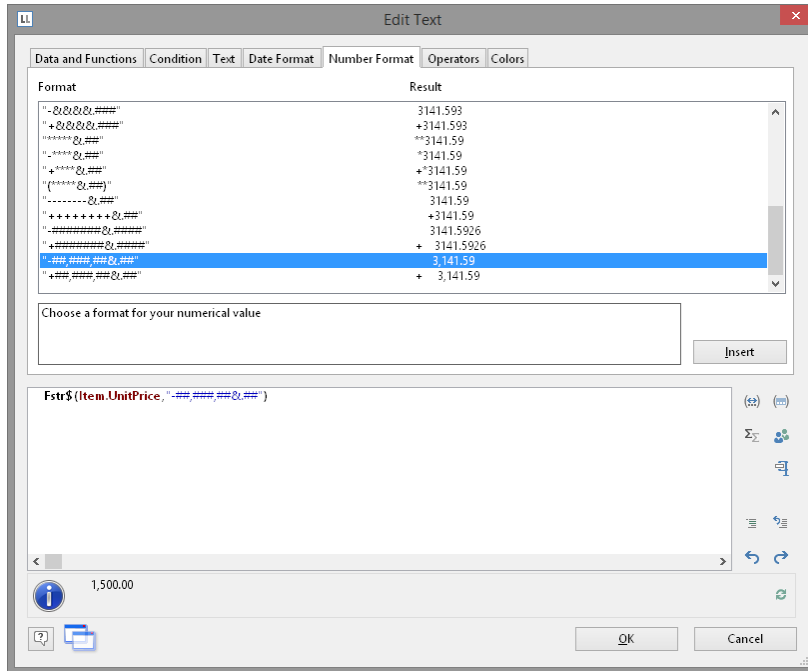 LL
Edit Text
Data and Functions Condition Text Date Format Number Format Operators Colors
Format Result
"-&&&&.###" 3141.593
"+&&&&.###" +3141.593
"*****&.##" **3141.59
"-****&.##" *3141.59
"+****&.##" +*3141.59
"(*****&.##)" **3141.59
"--------&.##" 3141.59
"++++++++&.##" +3141.59
"-#######&.####" 3141.5926
"+#######&.####" + 3141.5926
"-##,###,##&.##" 3,141.59
"+##,###,##&.##" + 3,141.59
Choose a format for your numerical value
Insert
Fstr$(Item.UnitPrice,"-##,###,##&.##")
1,500.00
OK Cancel